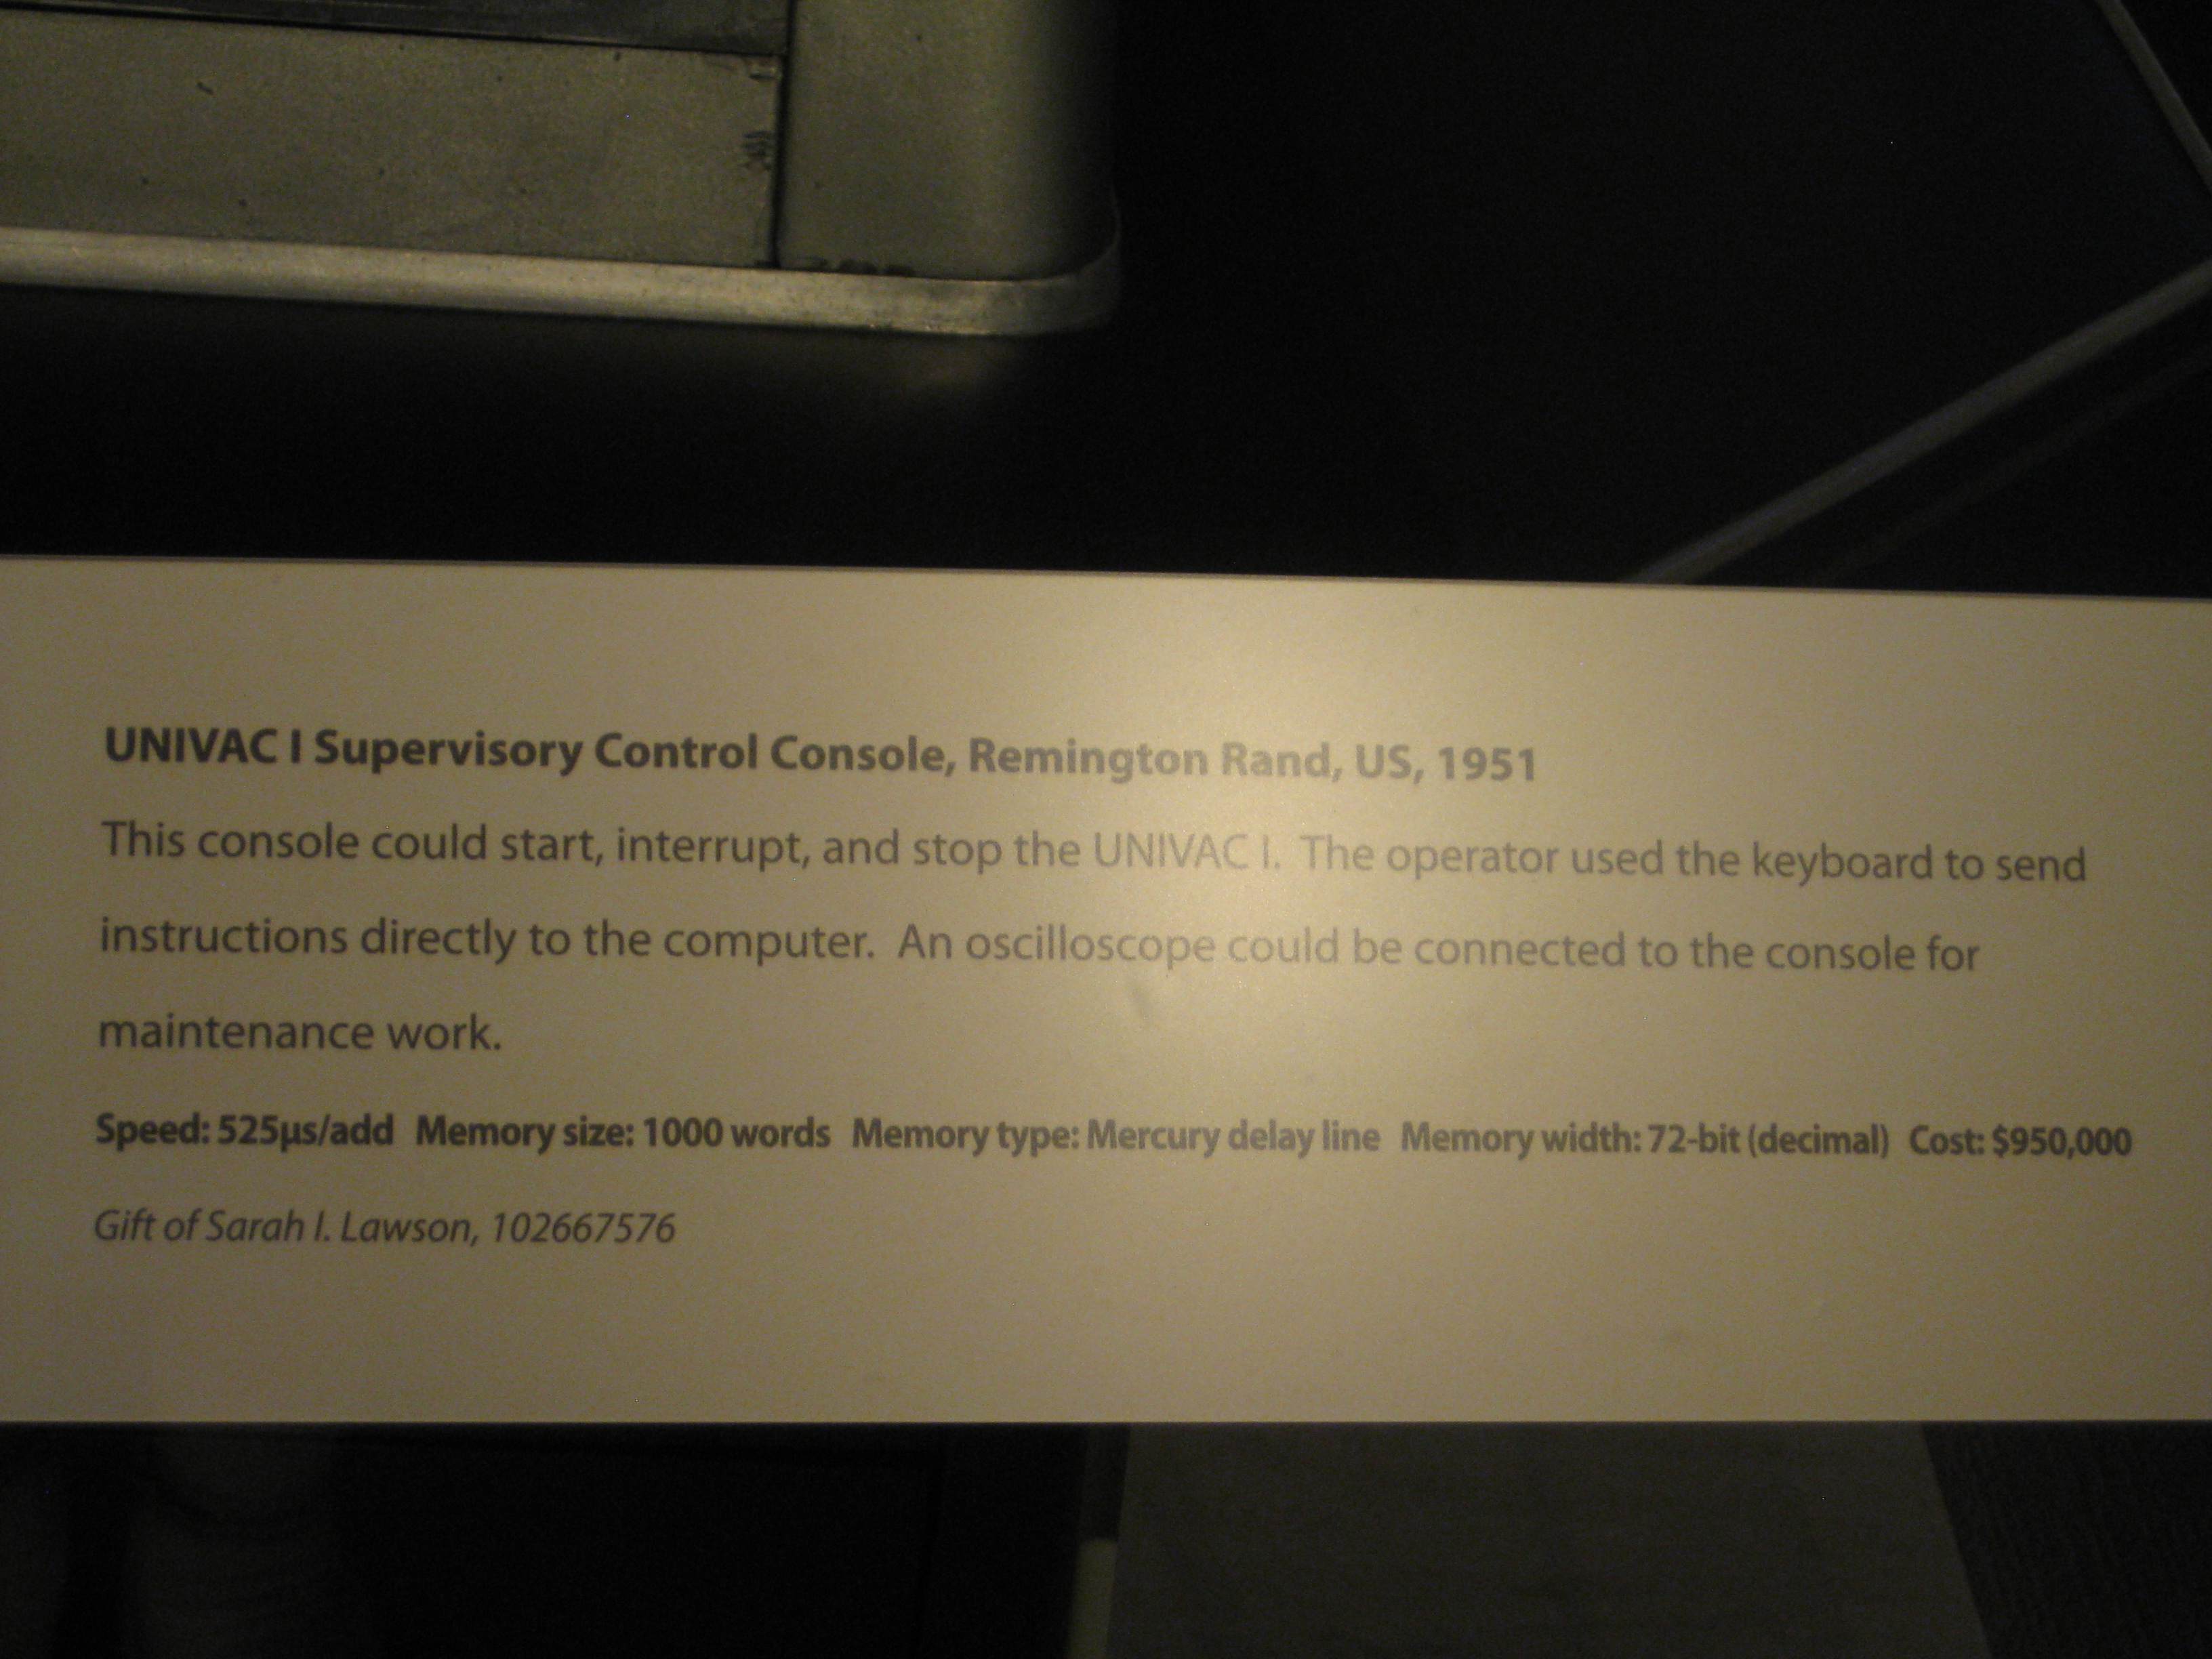 UNIVAC I Supervisory Control Console, Remington Rand, US, 1951
This console could start, interrupt, and stop the UNIVAC I. The operator used the keyboard to send
instructions directly to the computer. An oscilloscope could be connected to the console for
maintenance work.
Speed: 525µs/add Memory size: 1000 words Memory type: Mercury delay line Memory width: 72-bit (decimal) Cost: $950,000
Gift of Sarah I. Lawson, 102667576